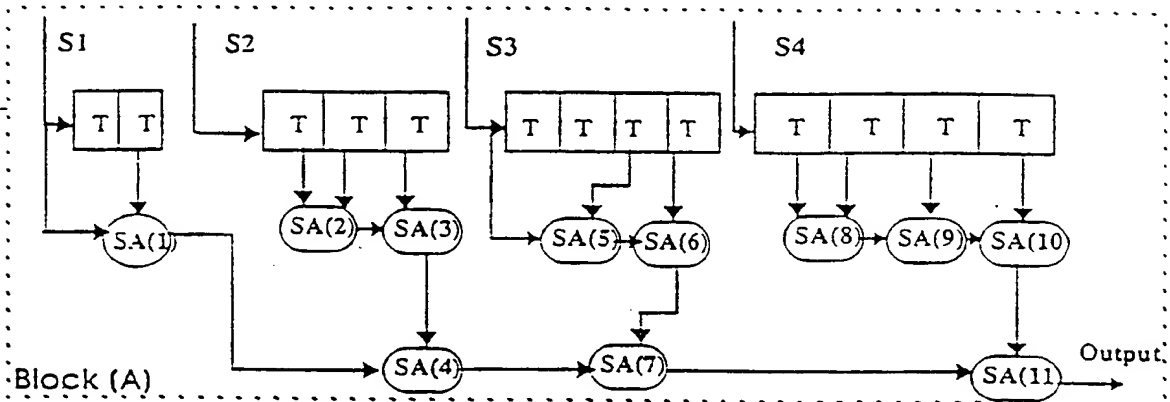 S1 S2 S3 S4
T T T T T T T T T T T T T
SA(1) SA(2) SA(3) SA(5) SA(6) SA(8) SA(9) SA(10)
SA(4) SA(7) SA(11 Output
Block (A)